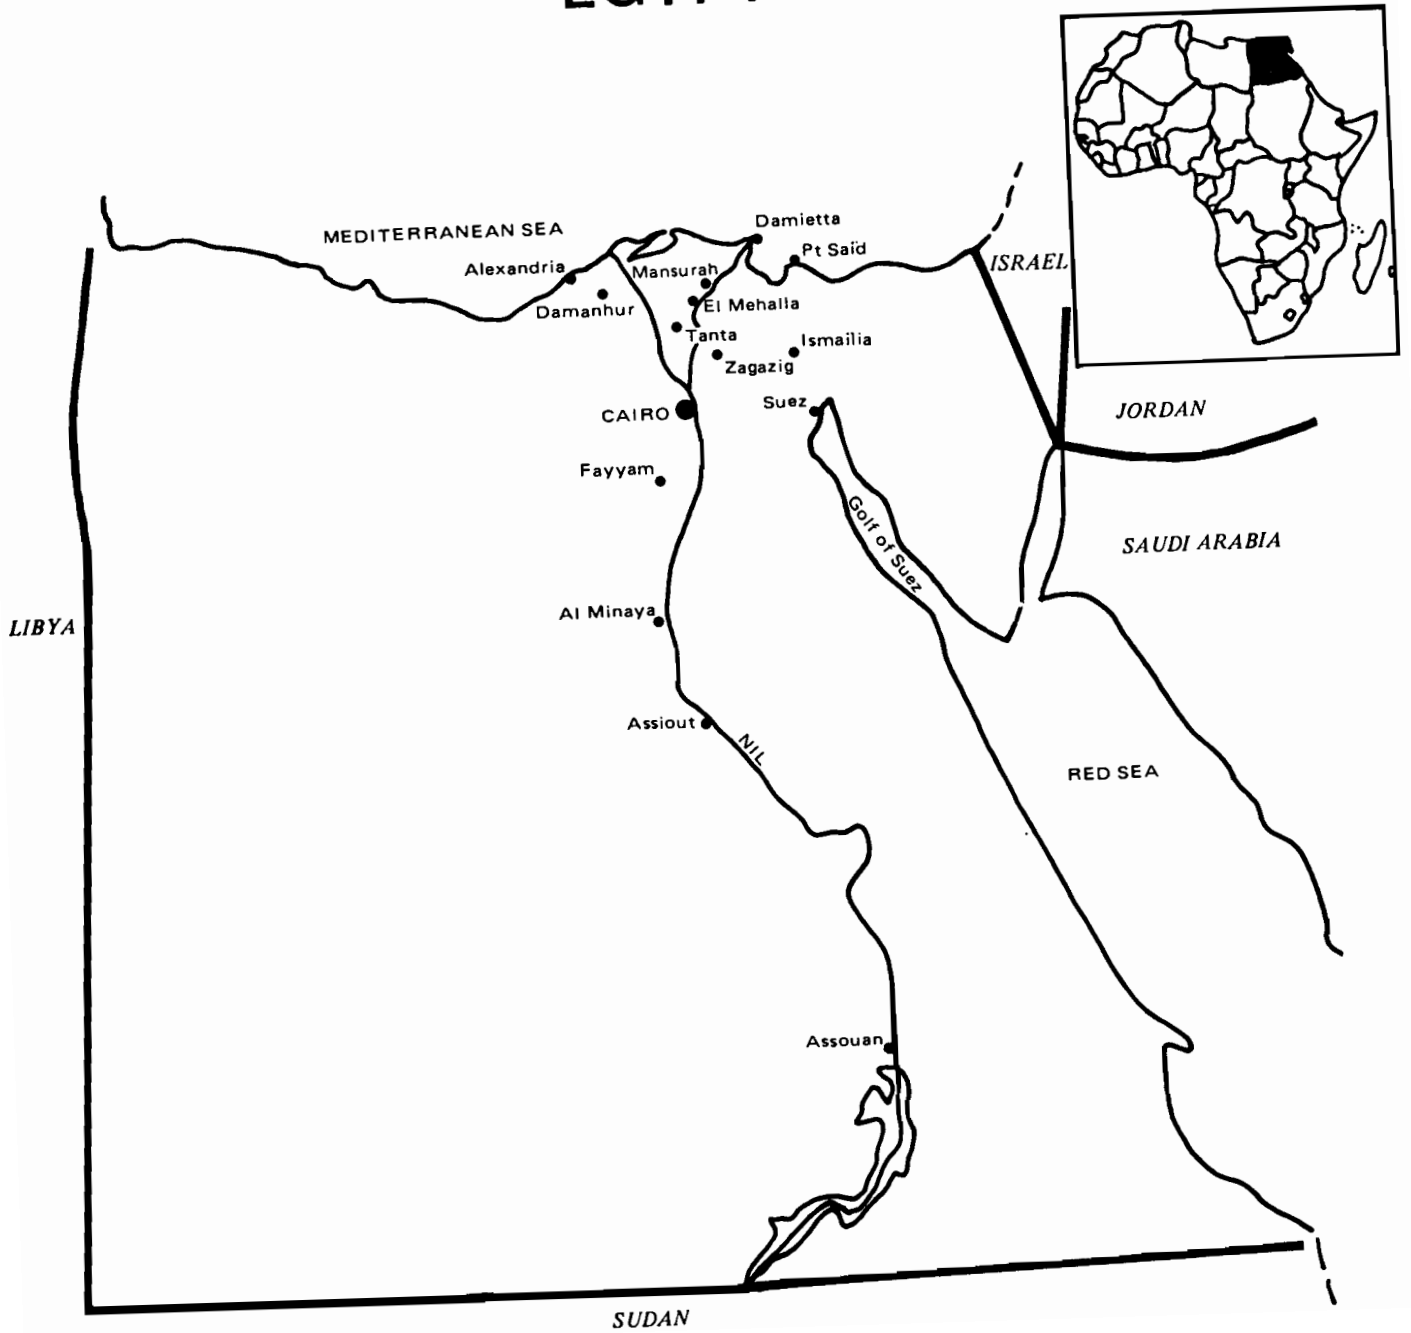 MEDITERRANEAN SEA
Damietta
Pt Saïd
ISRAEL
Alexandria
Mansurah
Damanhur
El Mehalla
Tanta
Ismailia
Zagazig
CAIRO
Suez
JORDAN
Fayyam
Golf of Suez
SAUDI ARABIA
LIBYA
Al Minaya
Assiout
NIL
RED SEA
Assouan
SUDAN